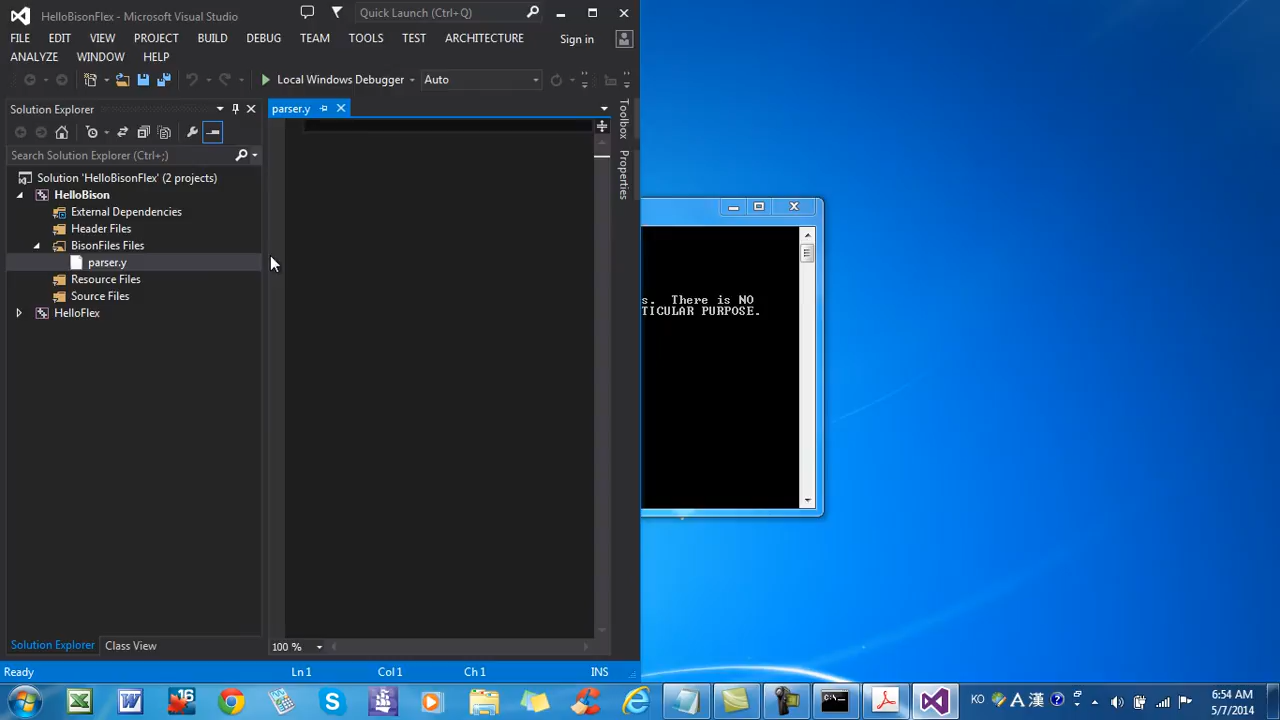 HelloBisonFlex - Microsoft Visual Studio
Quick Launch (Ctrl+Q)
FILE EDIT VIEW PROJECT BUILD DEBUG TEAM TOOLS TEST ARCHITECTURE Sign in
ANALYZE WINDOW HELP
Local Windows Debugger Auto
Solution Explorer
parser.y
Toolbox
Properties
Search Solution Explorer (Ctrl+;)
Solution 'HelloBisonFlex' (2 projects)
HelloBison
External Dependencies
Header Files
BisonFiles Files
parser.y
Resource Files
Source Files
HelloFlex
s. There is NO
TICULAR PURPOSE.
Solution Explorer Class View
100 %
Ready Ln 1 Col 1 Ch 1 INS
16
KO A 漢
6:54 AM
5/7/2014